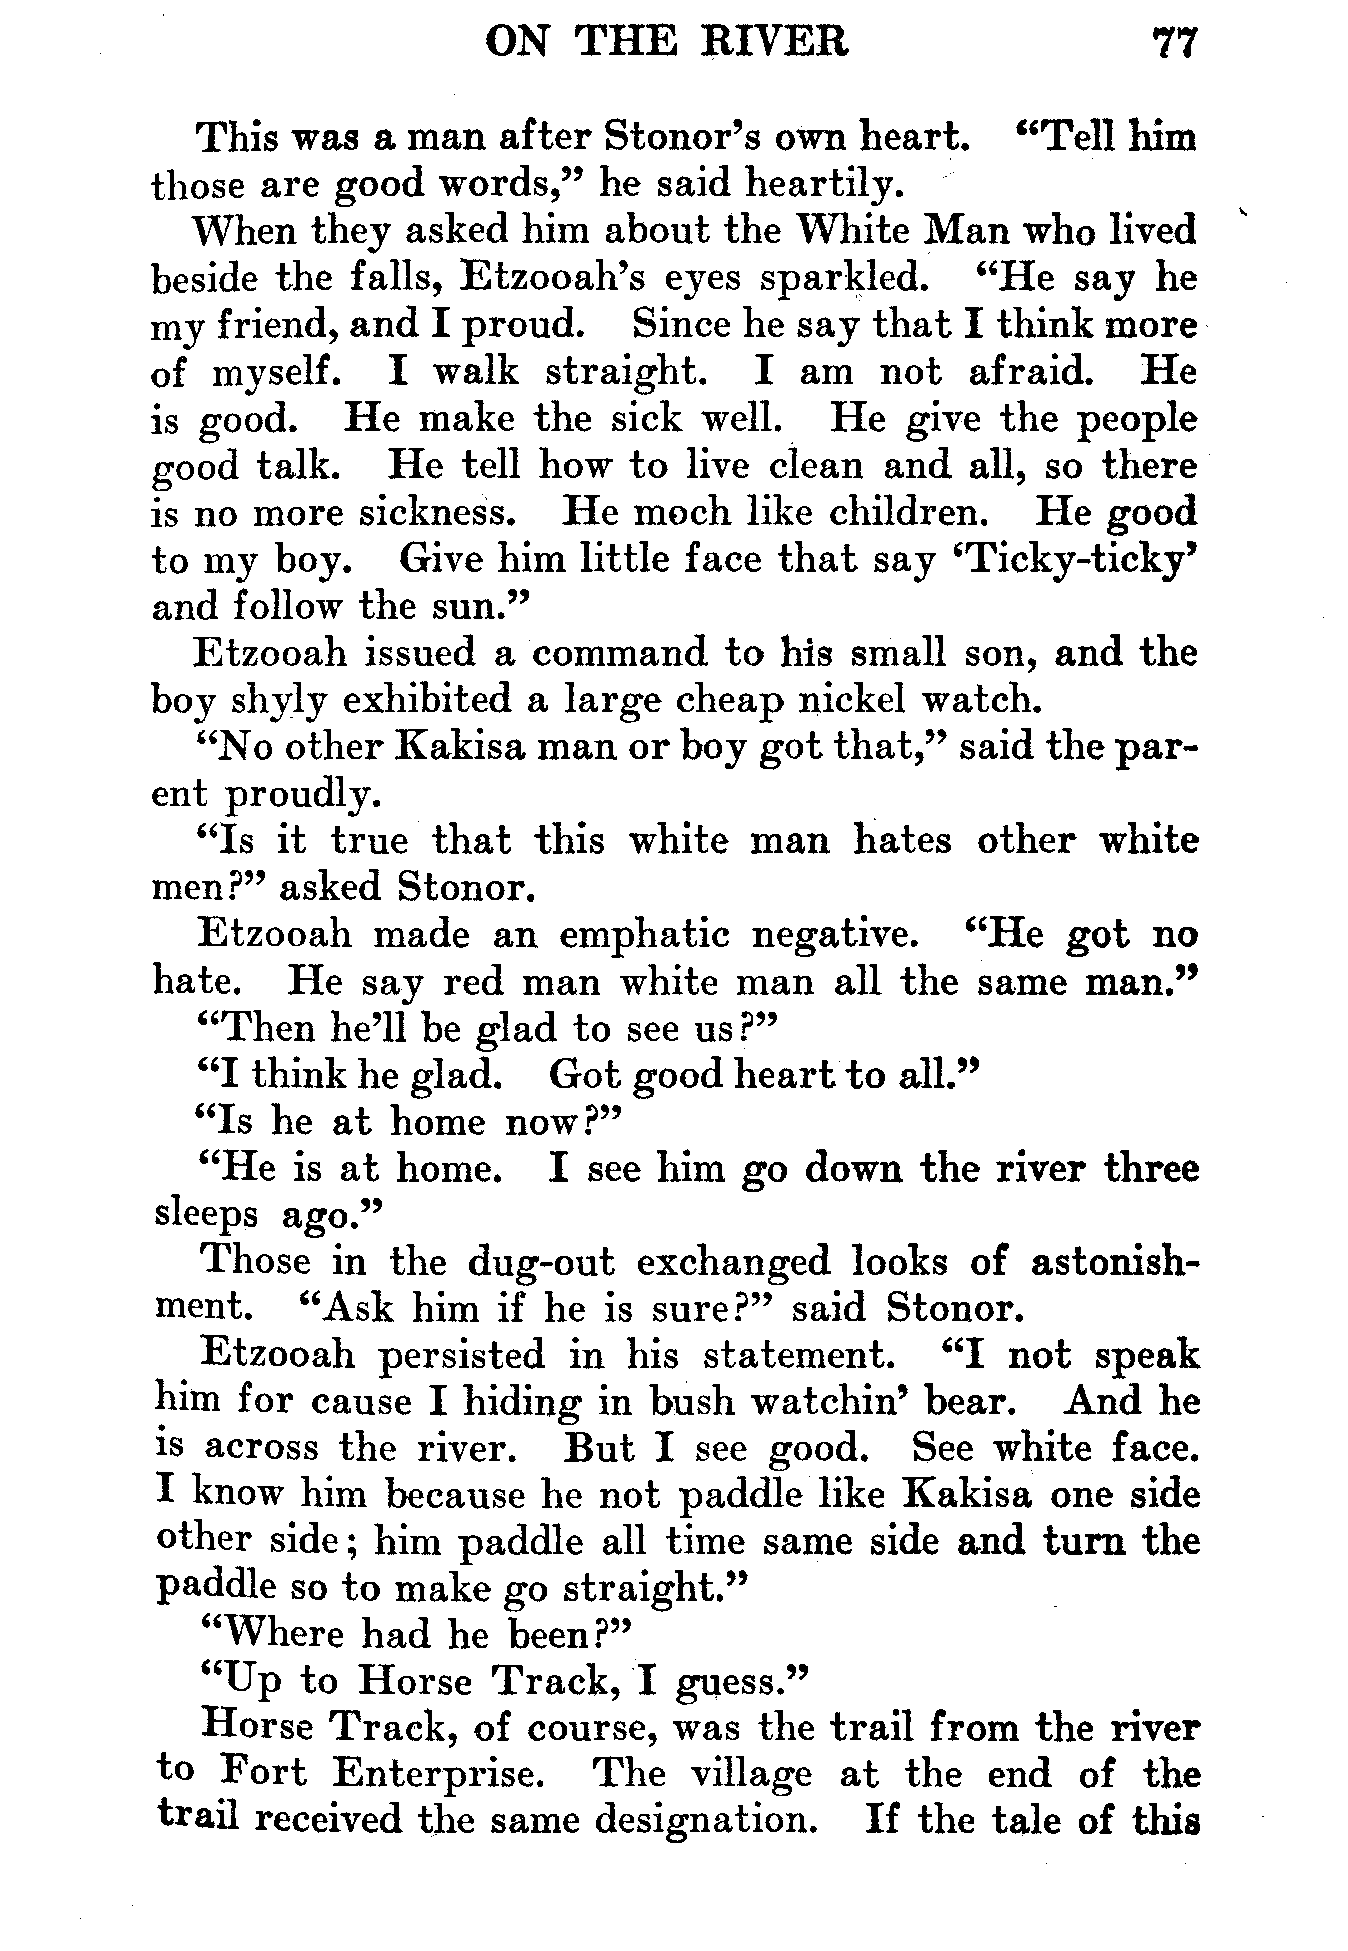 ON THE RIVER 77
This was a man after Stonor's own heart. “Tell him
those are good words,” he said heartily.
When they asked him about the White Man who lived
beside the falls, Etzooah's eyes sparkled. “He say he
my friend, and I proud. Since he say that I think more
of myself. I walk straight. I am not afraid. He
is good. He make the sick well. He give the people
good talk. He tell how to live clean and all, so there
is no more sickness. He moch like children. He good
to my boy. Give him little face that say ‘Ticky-ticky’
and follow the sun.”
Etzooah issued a command to his small son, and the
boy shyly exhibited a large cheap nickel watch.
“No other Kakisa man or boy got that,” said the par-
ent proudly.
“Is it true that this white man hates other white
men?” asked Stonor.
Etzooah made an emphatic negative. “He got no
hate. He say red man white man all the same man.”
“Then he'll be glad to see us?”
“I think he glad. Got good heart to all.”
“Is he at home now?”
“He is at home. I see him go down the river three
sleeps ago.”
Those in the dug-out exchanged looks of astonish-
ment. “Ask him if he is sure?” said Stonor.
Etzooah persisted in his statement. “I not speak
him for cause I hiding in bush watchin' bear. And he
is across the river. But I see good. See white face.
I know him because he not paddle like Kakisa one side
other side; him paddle all time same side and turn the
paddle so to make go straight.”
“Where had he been?”
“Up to Horse Track, I guess.”
Horse Track, of course, was the trail from the river
to Fort Enterprise. The village at the end of the
trail received the same designation. If the tale of this